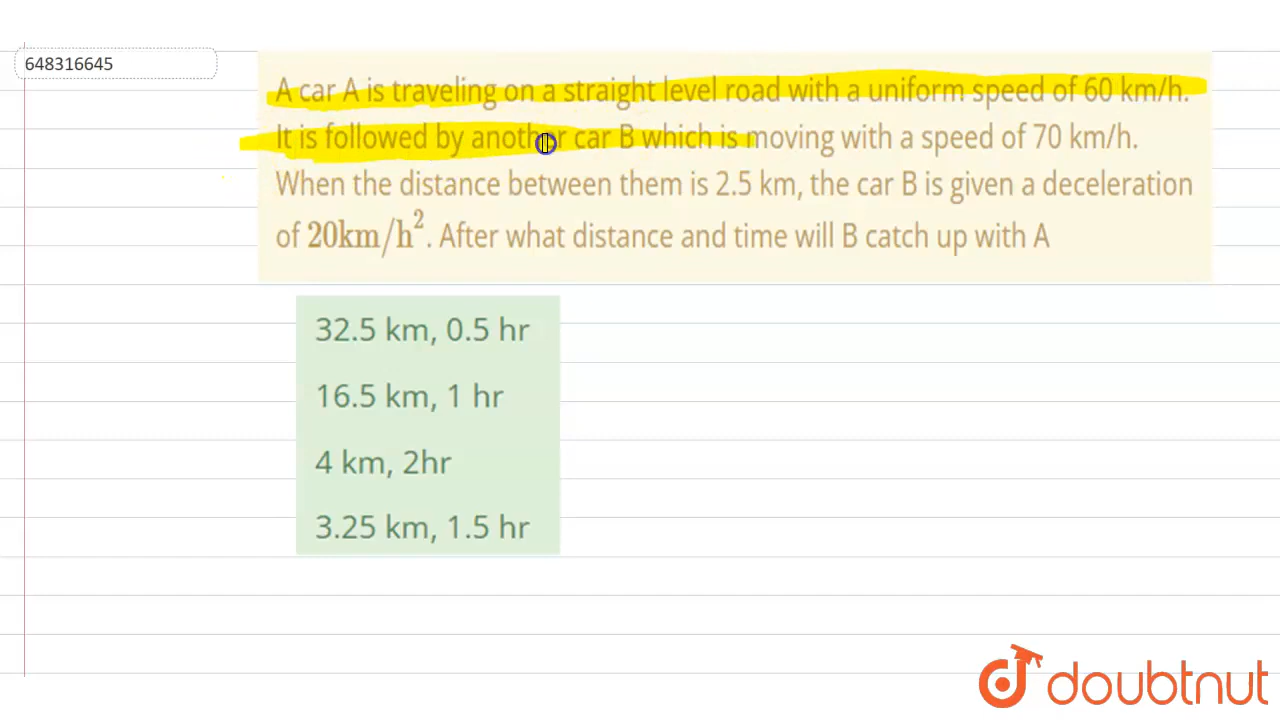 648316645
A car A is traveling on a straight level road with a uniform speed of 60 km/h.
It is followed by another car B which is moving with a speed of 70 km/h.
When the distance between them is 2.5 km, the car B is given a deceleration
of 20km/h². After what distance and time will B catch up with A
32.5 km, 0.5 hr
16.5 km, 1 hr
4 km, 2hr
3.25 km, 1.5 hr
doubtnut